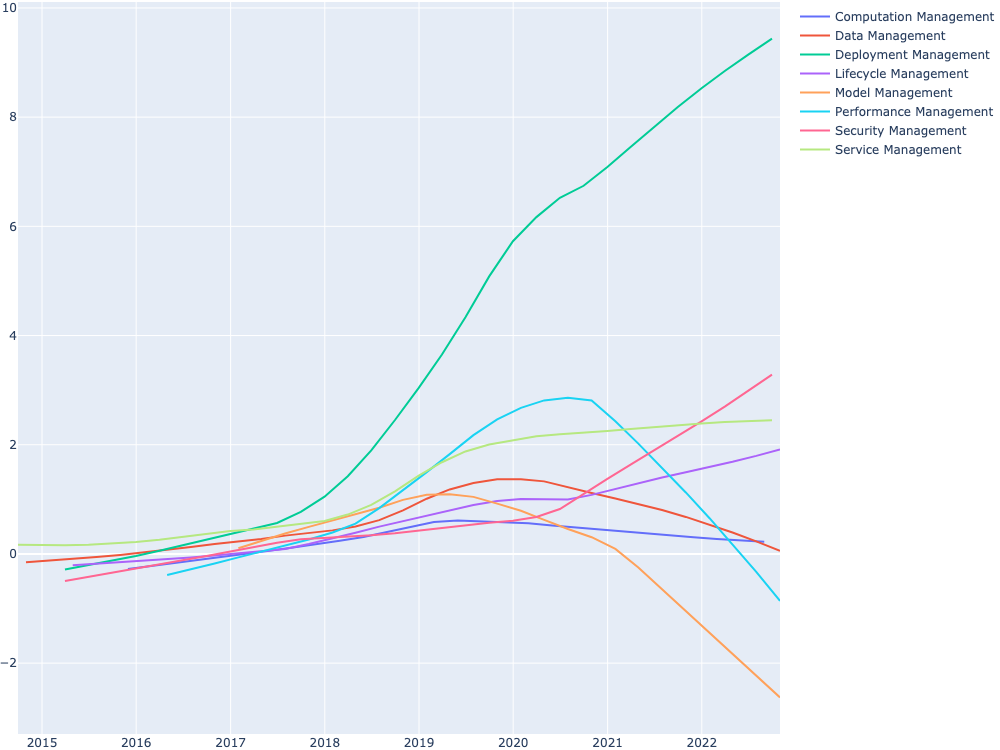 10
8
6
4
2
0
−2
2015 2016 2017 2018 2019 2020 2021 2022
Computation Management
Data Management
Deployment Management
Lifecycle Management
Model Management
Performance Management
Security Management
Service Management